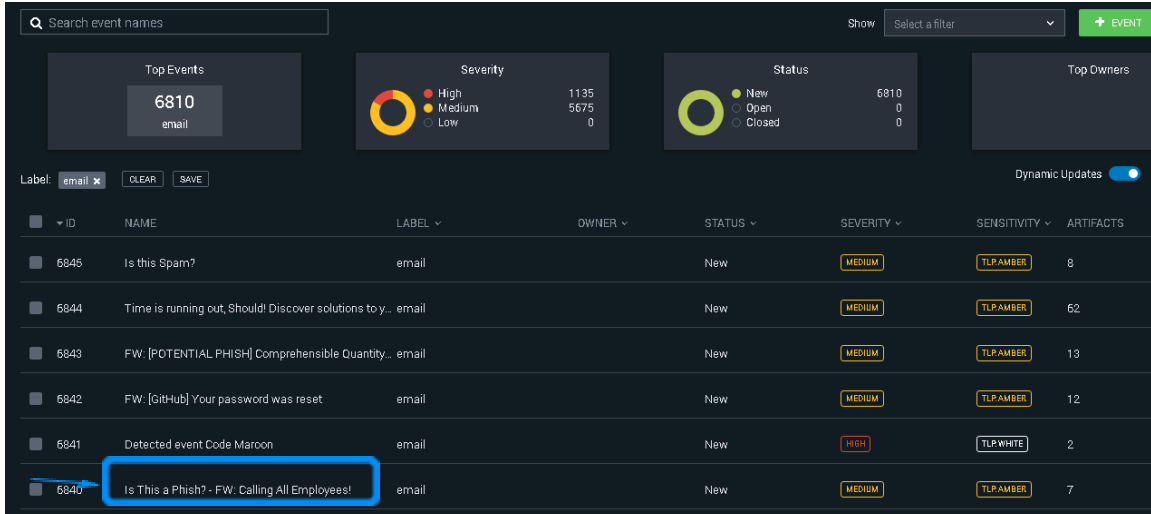 Search event names
Show Select a filter + EVENT
Top Events
6810
email
Severity
High 1135
Medium 5675
Low 0
Status
New 6810
Open 0
Closed 0
Top Owners
Label: email × CLEAR SAVE
Dynamic Updates
ID NAME LABEL OWNER STATUS SEVERITY SENSITIVITY ARTIFACTS
6845 Is this Spam? email New MEDIUM TLP:AMBER 8
6844 Time is running out, Should! Discover solutions to y... email New MEDIUM TLP:AMBER 62
6843 FW: [POTENTIAL PHISH] Comprehensible Quantity... email New MEDIUM TLP:AMBER 13
6842 FW: [GitHub] Your password was reset email New MEDIUM TLP:AMBER 12
6841 Detected event Code Maroon email New HIGH TLP:WHITE 2
6840 Is This a Phish? - FW: Calling All Employees! email New MEDIUM TLP:AMBER 7